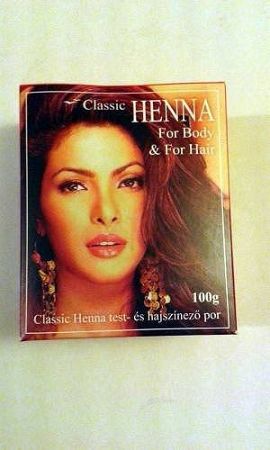 Classic HENNA
For Body
& For Hair
100g
Classic Henna test- és hajszínező por